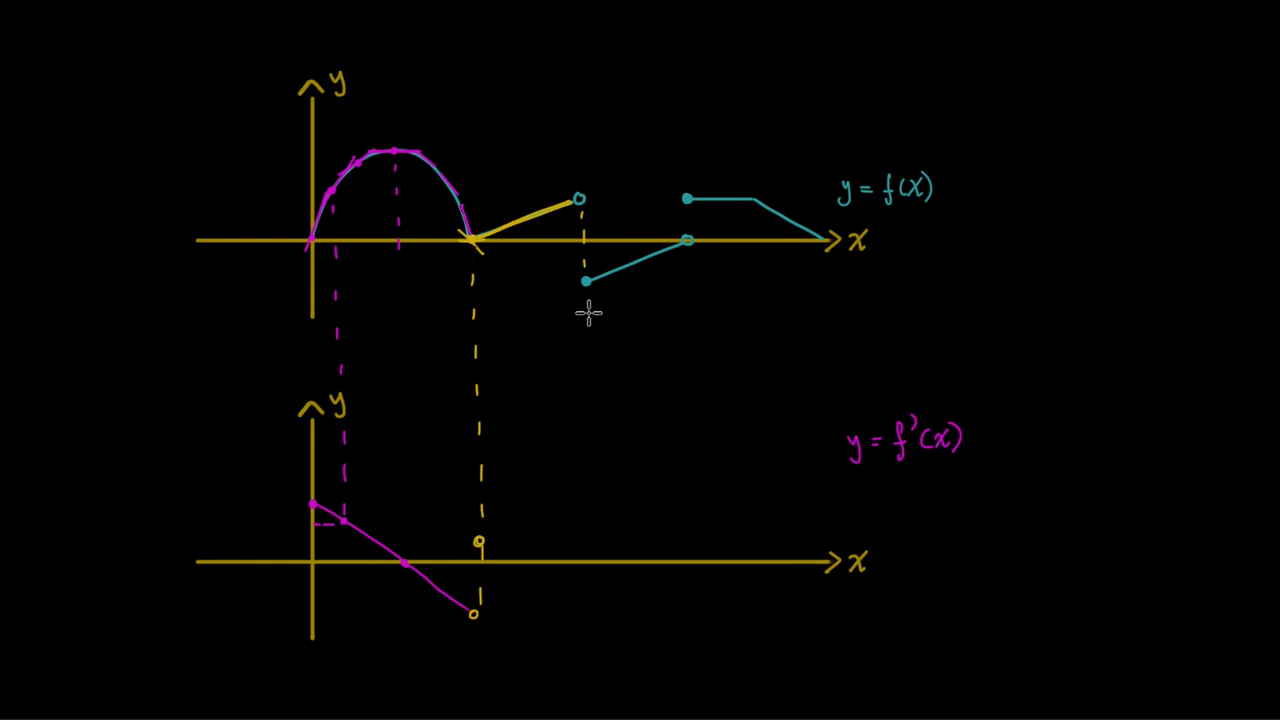 y
y = f(x)
x
y
y = f'(x)
x